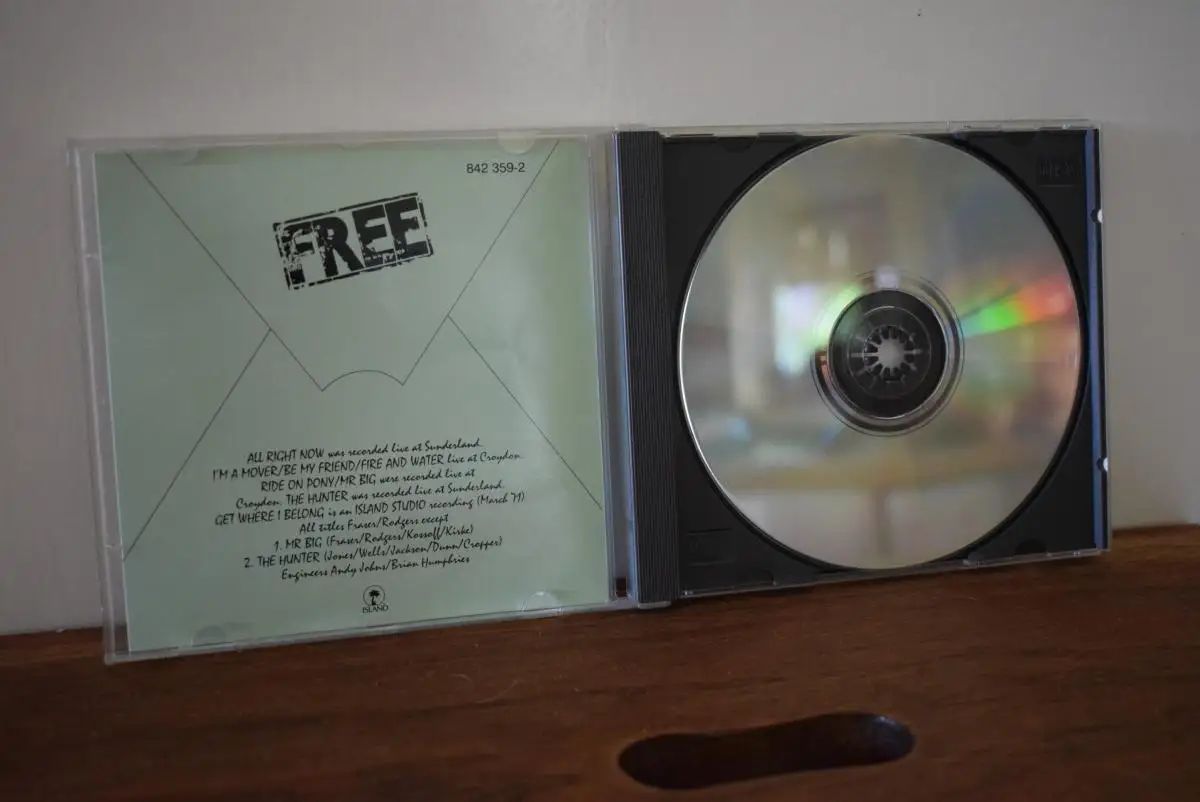 842 359-2
FREE
ALL RIGHT NOW was recorded live at Sunderland.
I'M A MOVER/BE MY FRIEND/FIRE AND WATER live at Croydon.
RIDE ON PONY/MR BIG were recorded live at
Croydon. THE HUNTER was recorded live at Sunderland.
GET WHERE I BELONG is an ISLAND STUDIO recording (March '71)
All titles Fraser/Rodgers except
1. MR BIG (Fraser/Rodgers/Kossoff/Kirke)
2. THE HUNTER (Jones/Wells/Jackson/Dunn/Cropper)
Engineers Andy Johns/Brian Humphries
ISLAND